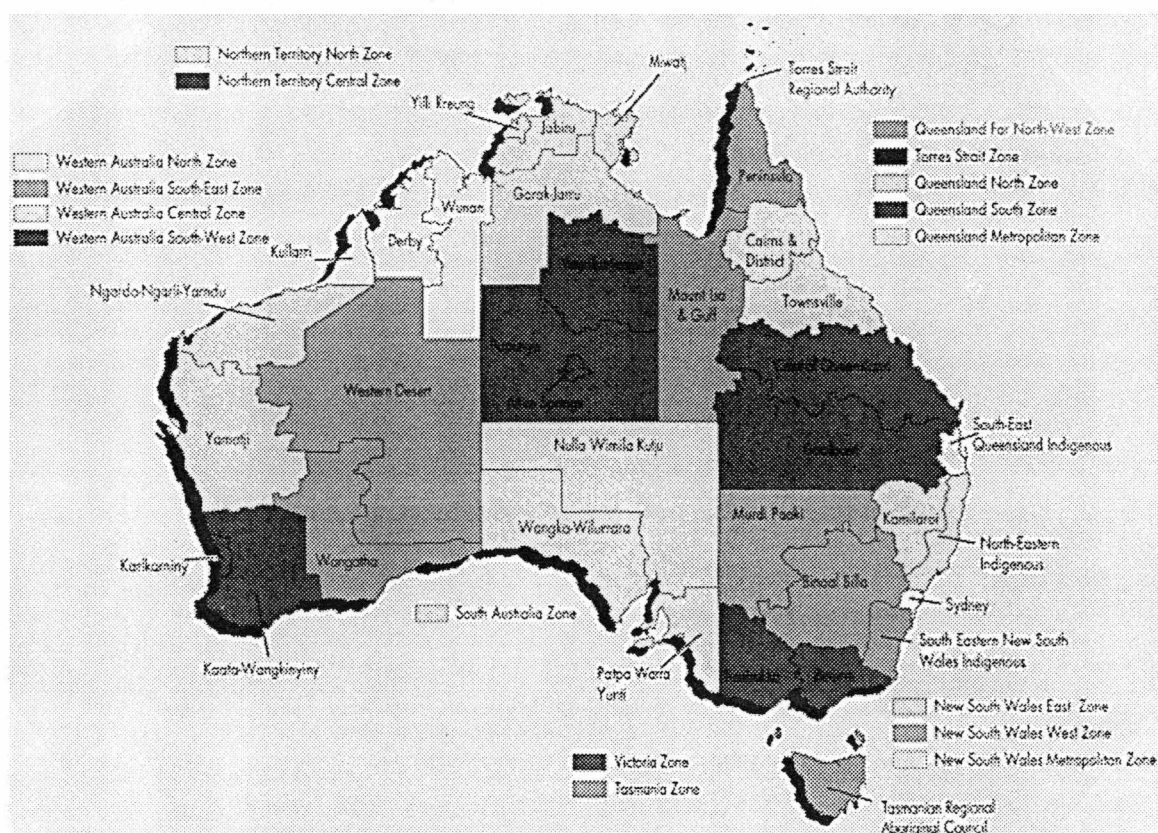 Northern Territory North Zone
Northern Territory Central Zone
Miwatj
Torres Strait
Regional Authority
Yilli Rreung
Jabiru
Queensland Far North-West Zone
Torres Strait Zone
Queensland North Zone
Queensland South Zone
Queensland Metropolitan Zone
Western Australia North Zone
Western Australia South-East Zone
Western Australia Central Zone
Western Australia South-West Zone
Peninsula
Garak-Jarru
Wunan
Kullarri
Derby
Cairns &
District
Ngarda-Ngarli-Yarndu
Mount Isa
& Gulf
Townsville
Papunya
Central Queensland
Alice Springs
Western Desert
Yamatji
Nulla Wimila Kutju
South-East
Queensland Indigenous
Goolburri
Murdi Paaki
Kamilaroi
Wangka-Wilurrara
North-Eastern
Indigenous
Karlkarniny
Wangatha
Binaal Billa
Sydney
South Australia Zone
South Eastern New South
Wales Indigenous
Kaata-Wangkinyiny
Patpa Warra
Yunti
New South Wales East Zone
New South Wales West Zone
New South Wales Metropolitan Zone
Victoria Zone
Tasmania Zone
Tasmanian Regional
Aboriginal Council